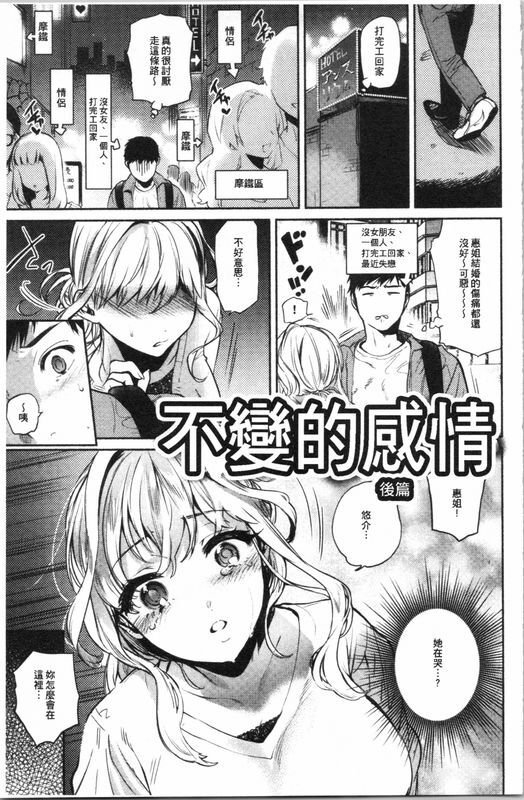 打完工回家
HOTEL
アンス
HOTEL
真的很討厭
走這條路~
情侶
摩鐵
情侶
沒女友、一個人、
打完工回家
摩鐵
摩鐵區
惠姐結婚的傷痛都還
沒好~可惡~
沒女朋友、
一個人、
打完工回家、
最近失戀
ドン
!
不好意思…
~咦
不變的感情
後篇
惠姐!
悠介…
她在哭…?
妳怎麼會在
這裡…